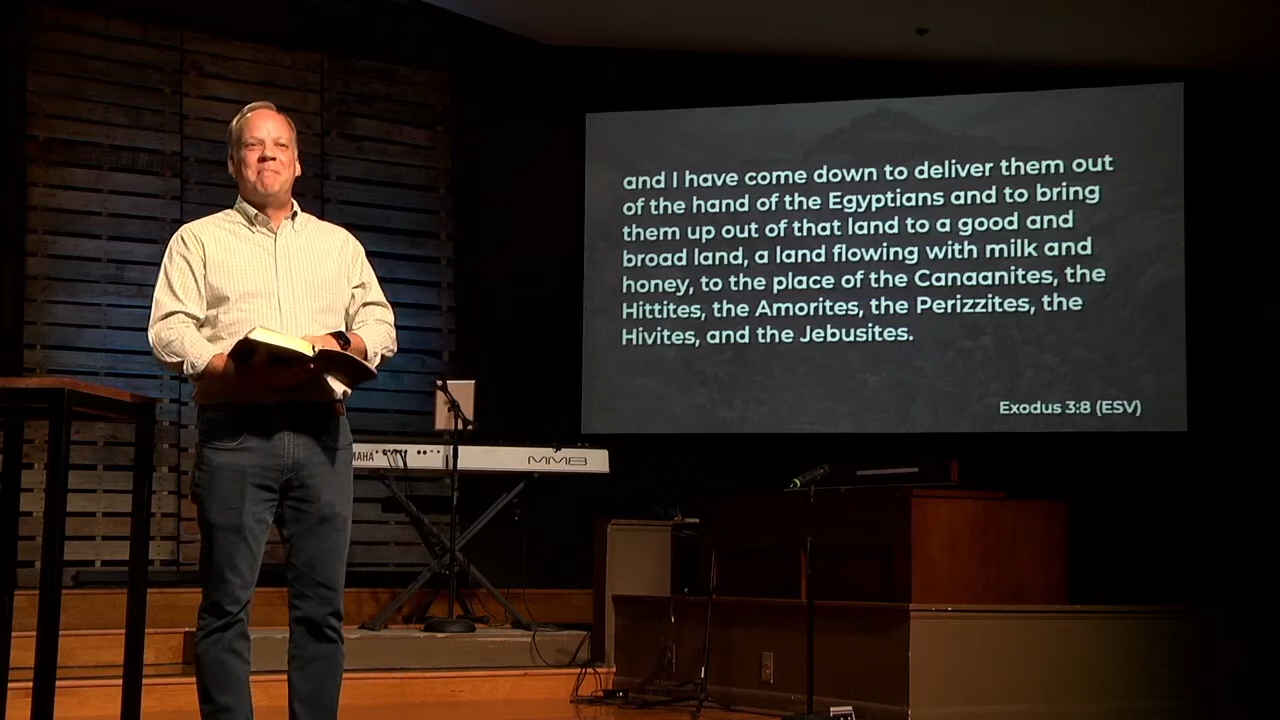 and I have come down to deliver them out
of the hand of the Egyptians and to bring
them up out of that land to a good and
broad land, a land flowing with milk and
honey, to the place of the Canaanites, the
Hittites, the Amorites, the Perizzites, the
Hivites, and the Jebusites.
Exodus 3:8 (ESV)
MAHA
MM8